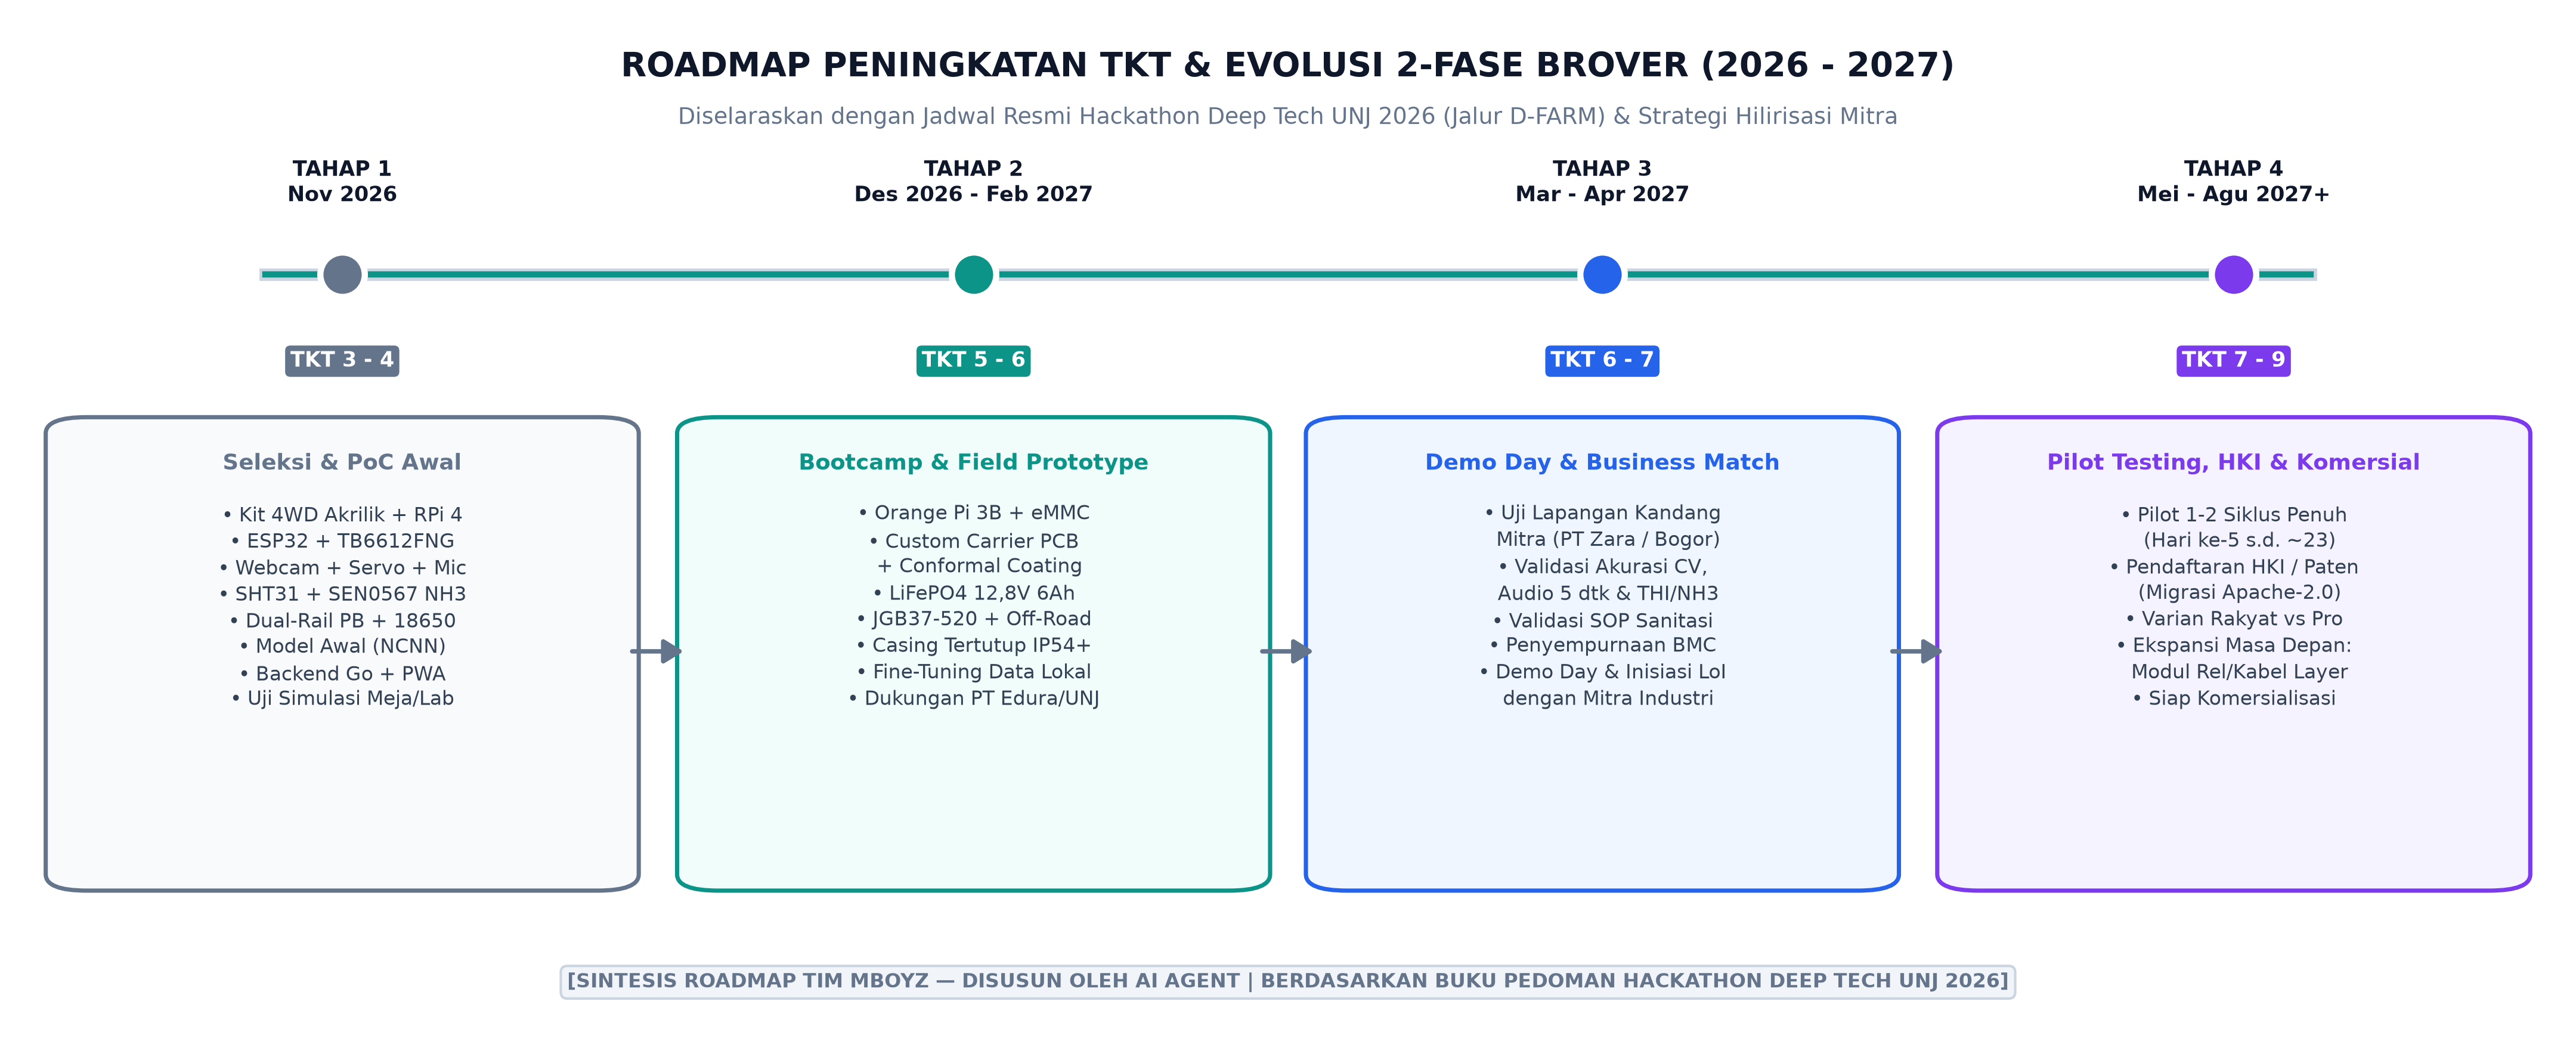 ROADMAP PENINGKATAN TKT & EVOLUSI 2-FASE BROVER (2026 - 2027)
Diselaraskan dengan Jadwal Resmi Hackathon Deep Tech UNJ 2026 (Jalur D-FARM) & Strategi Hilirisasi Mitra
TAHAP 1
Nov 2026
TAHAP 2
Des 2026 - Feb 2027
TAHAP 3
Mar - Apr 2027
TAHAP 4
Mei - Agu 2027+
TKT 3 - 4
TKT 5 - 6
TKT 6 - 7
TKT 7 - 9
Seleksi & PoC Awal
• Kit 4WD Akrilik + RPi 4
• ESP32 + TB6612FNG
• Webcam + Servo + Mic
• SHT31 + SEN0567 NH3
• Dual-Rail PB + 18650
• Model Awal (NCNN)
• Backend Go + PWA
• Uji Simulasi Meja/Lab
Bootcamp & Field Prototype
• Orange Pi 3B + eMMC
• Custom Carrier PCB
+ Conformal Coating
• LiFePO4 12,8V 6Ah
• JGB37-520 + Off-Road
• Casing Tertutup IP54+
• Fine-Tuning Data Lokal
• Dukungan PT Edura/UNJ
Demo Day & Business Match
• Uji Lapangan Kandang
Mitra (PT Zara / Bogor)
• Validasi Akurasi CV,
Audio 5 dtk & THI/NH3
• Validasi SOP Sanitasi
• Penyempurnaan BMC
• Demo Day & Inisiasi LoI
dengan Mitra Industri
Pilot Testing, HKI & Komersial
• Pilot 1-2 Siklus Penuh
(Hari ke-5 s.d. ~23)
• Pendaftaran HKI / Paten
(Migrasi Apache-2.0)
• Varian Rakyat vs Pro
• Ekspansi Masa Depan:
Modul Rel/Kabel Layer
• Siap Komersialisasi
[SINTESIS ROADMAP TIM MBOYZ — DISUSUN OLEH AI AGENT | BERDASARKAN BUKU PEDOMAN HACKATHON DEEP TECH UNJ 2026]